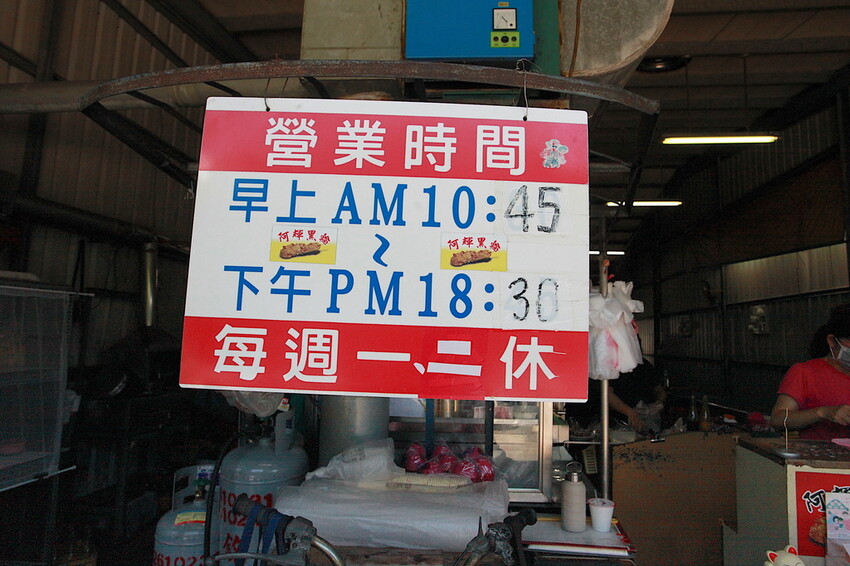 營業時間
早上AM10:45
阿輝黑輪 阿輝黑輪
~
下午PM18:30
每週一、二休